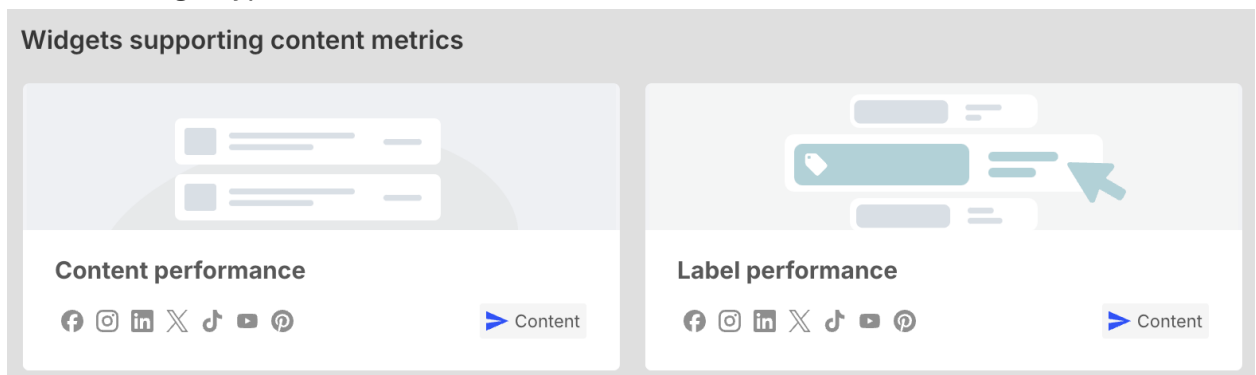 Widgets supporting content metrics
Content performance
Content
Label performance
Content